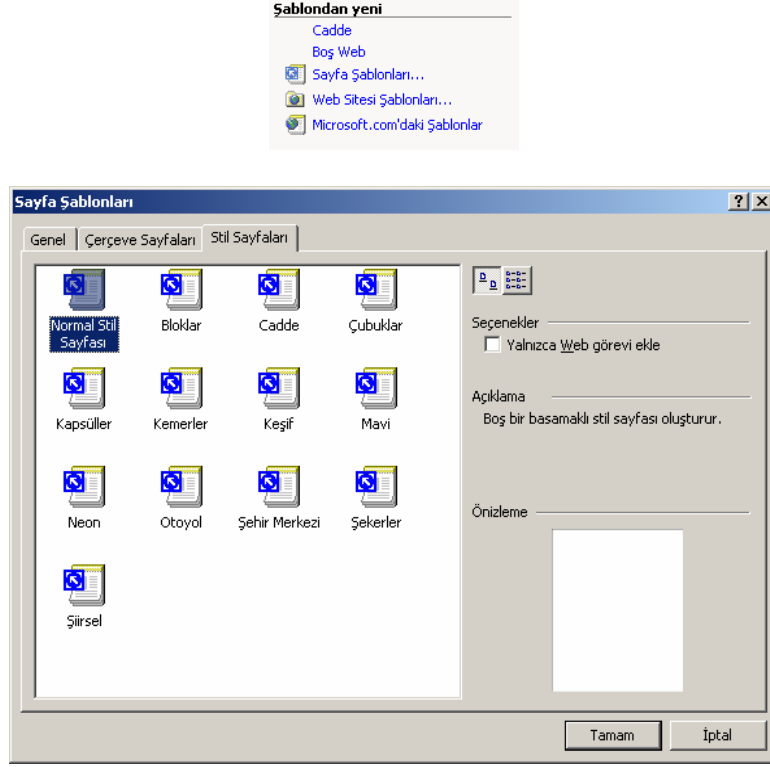 Şablondan yeni
Cadde
Boş Web
Sayfa Şablonları...
Web Sitesi Şablonları...
Microsoft.com'daki Şablonlar
Sayfa Şablonları
Genel
Çerçeve Sayfaları
Stil Sayfaları
Normal Stil
Sayfası
Bloklar
Cadde
Çubuklar
Kapsüller
Kemerler
Keşif
Mavi
Neon
Otoyol
Şehir Merkezi
Şekerler
Şiirsel
Seçenekler
Yalnızca Web görevi ekle
Açıklama
Boş bir basamaklı stil sayfası oluşturur.
Önizleme
Tamam
İptal